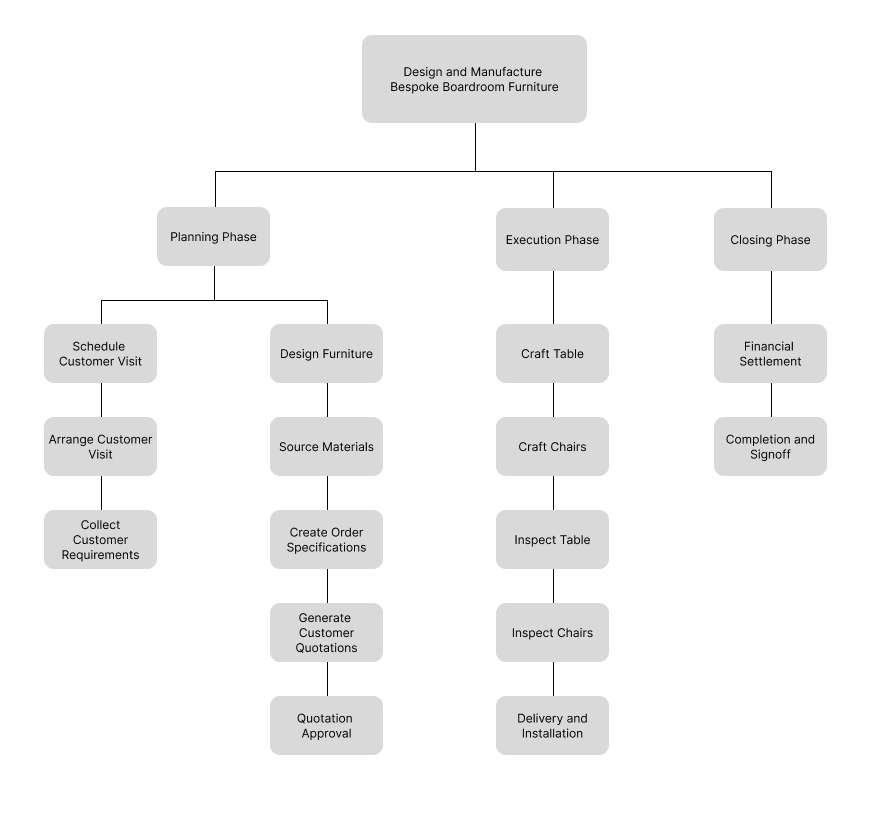 Design and Manufacture
Bespoke Boardroom Furniture
Planning Phase
Execution Phase
Closing Phase
Schedule
Customer Visit
Design Furniture
Craft Table
Financial
Settlement
Arrange Customer
Visit
Source Materials
Craft Chairs
Completion and
Signoff
Collect
Customer
Requirements
Create Order
Specifications
Inspect Table
Generate
Customer
Quotations
Inspect Chairs
Quotation
Approval
Delivery and
Installation